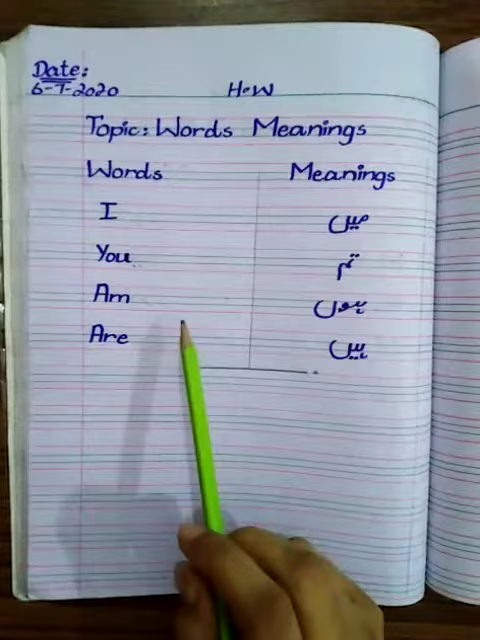 Date:
6-7-2020 H.W
Topic: Words Meanings
Words Meanings
I میں
You تم
Am ہوں
Are ہیں